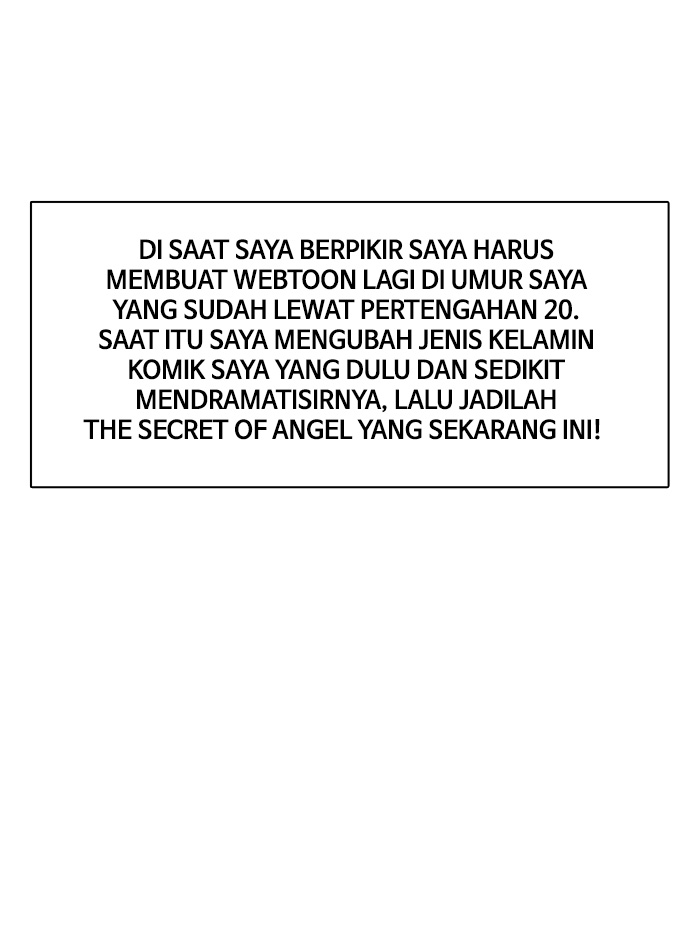 DI SAAT SAYA BERPIKIR SAYA HARUS
MEMBUAT WEBTOON LAGI DI UMUR SAYA
YANG SUDAH LEWAT PERTENGAHAN 20.
SAAT ITU SAYA MENGUBAH JENIS KELAMIN
KOMIK SAYA YANG DULU DAN SEDIKIT
MENDRAMATISIRNYA, LALU JADILAH
THE SECRET OF ANGEL YANG SEKARANG INI!